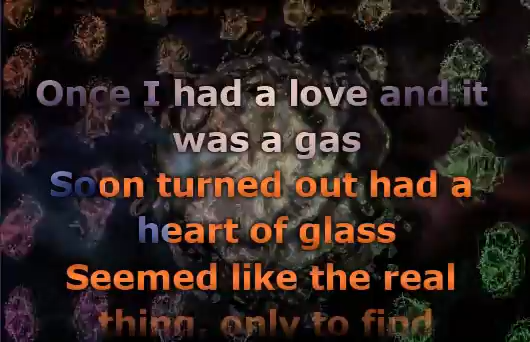 Once I had a love and it
was a gas
Soon turned out had a
heart of glass
Seemed like the real
thing, only to find